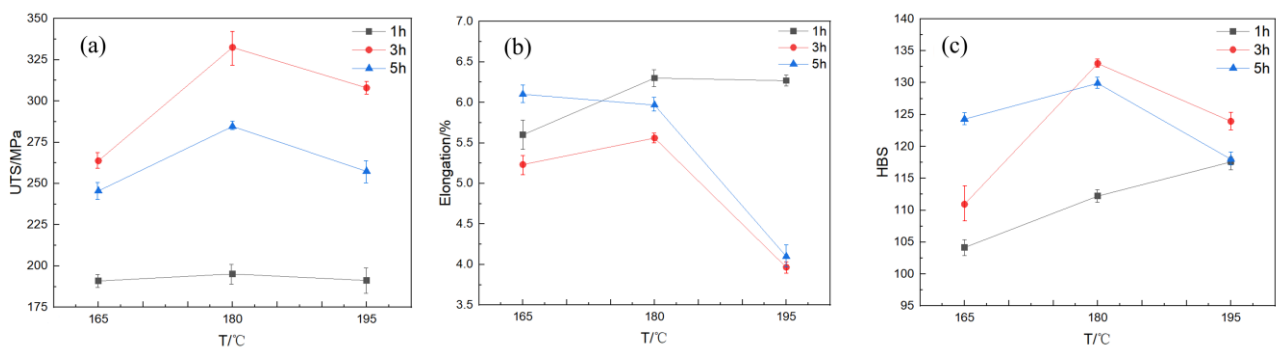 (a)
1h
3h
5h
350
325
300
275
250
225
200
175
UTS/MPa
165
180
195
T/℃
(b)
1h
3h
5h
7.0
6.5
6.0
5.5
5.0
4.5
4.0
3.5
Elongation/%
165
180
195
T/℃
(c)
1h
3h
5h
140
135
130
125
120
115
110
105
100
95
HBS
165
180
195
T/℃